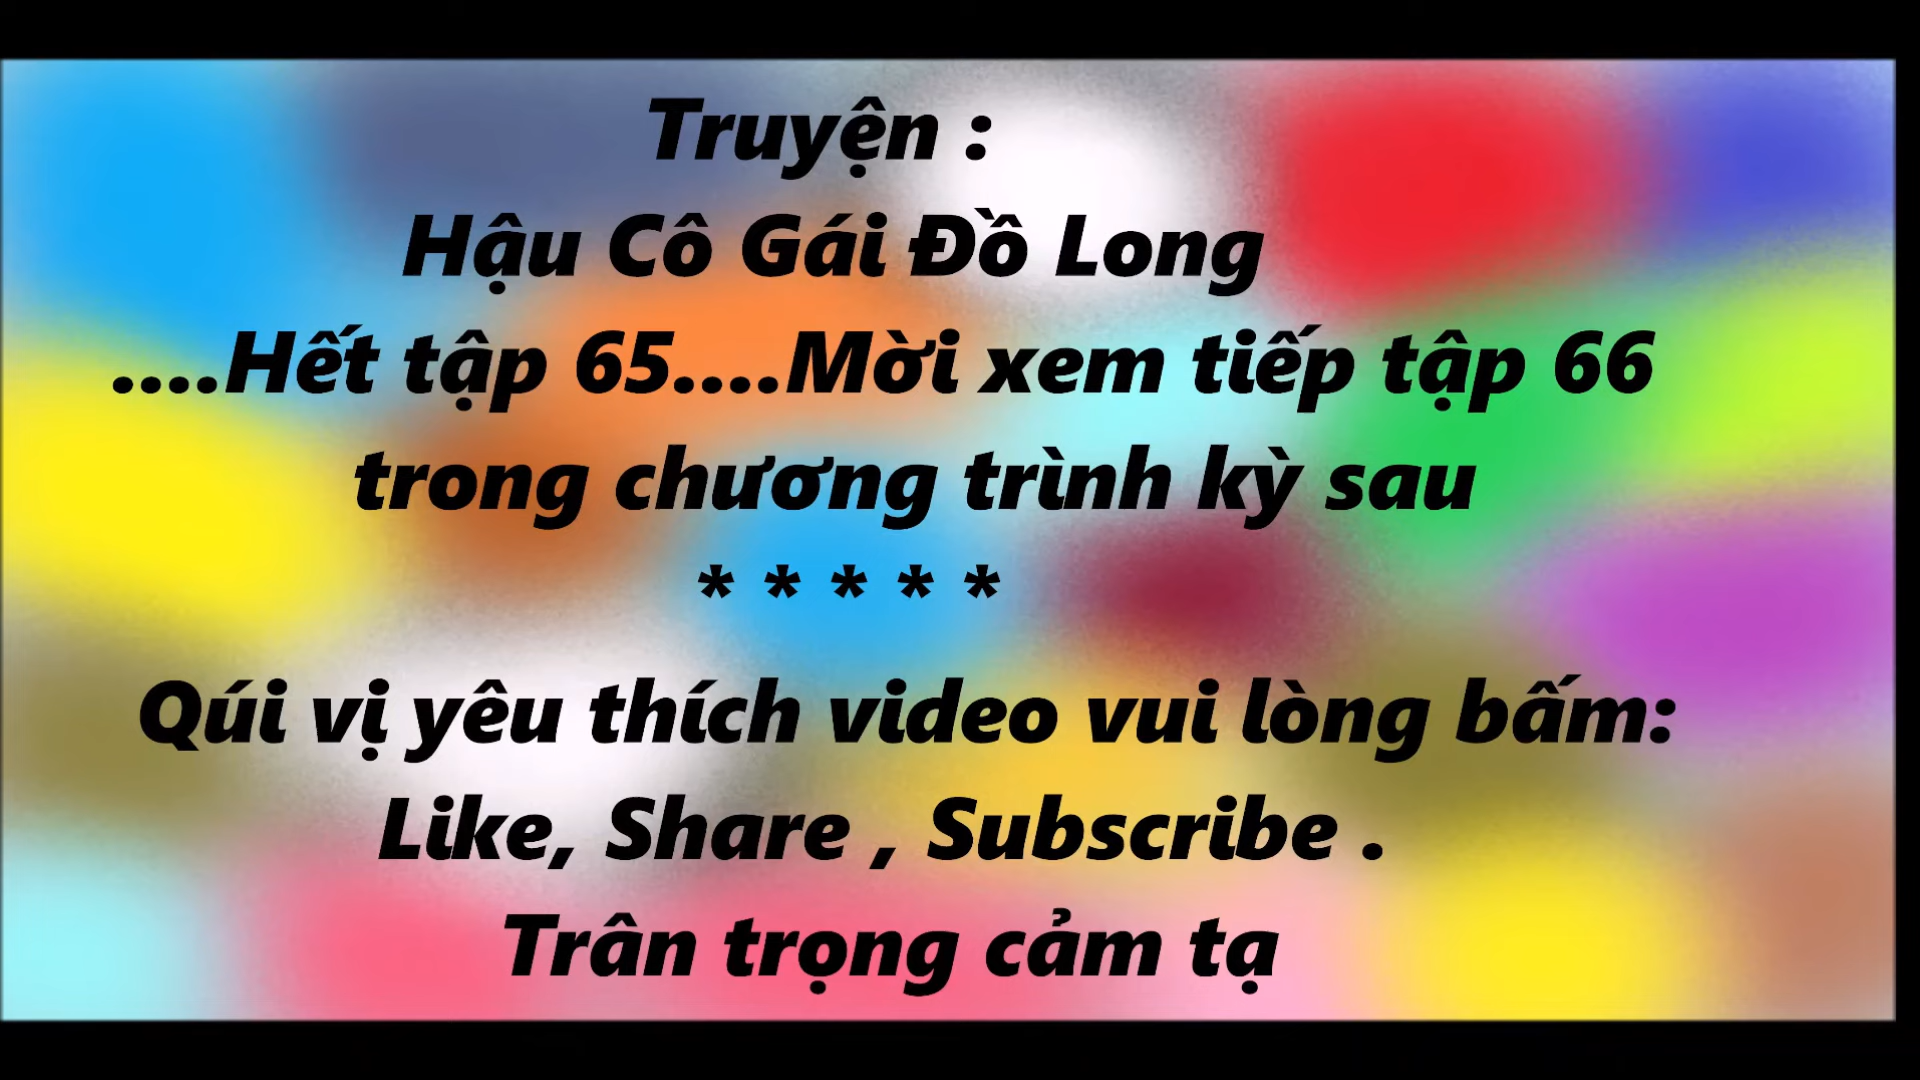 Truyện :
Hậu Cô Gái Đồ Long
....Hết tập 65....Mời xem tiếp tập 66
trong chương trình kỳ sau
* * * * *
Qúi vị yêu thích video vui lòng bấm:
Like, Share , Subscribe .
Trân trọng cảm tạ